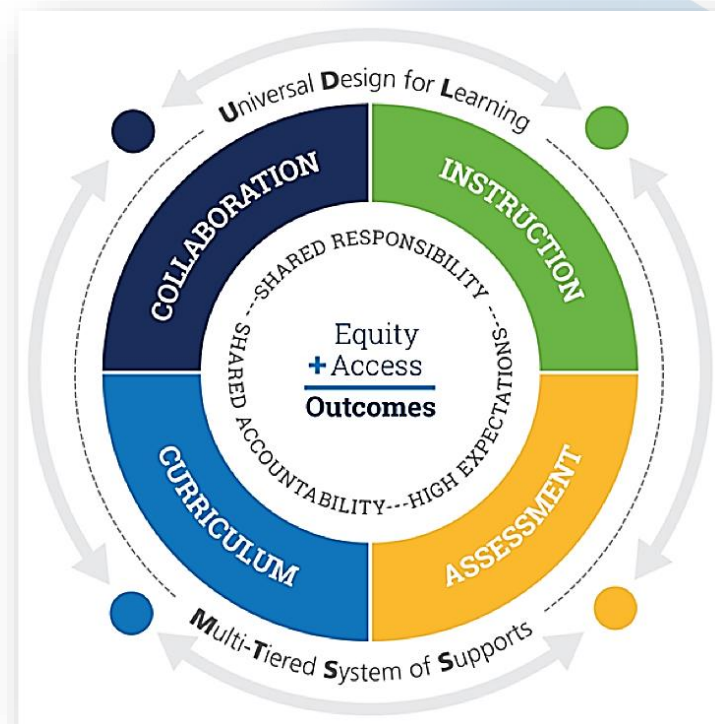 Universal Design for Learning
COLLABORATION
INSTRUCTION
---SHARED RESPONSIBILITY
---HIGH EXPECTATIONS---
SHARED ACCOUNTABILITY
Equity
+Access
Outcomes
CURRICULUM
ASSESSMENT
Multi-Tiered System of Supports